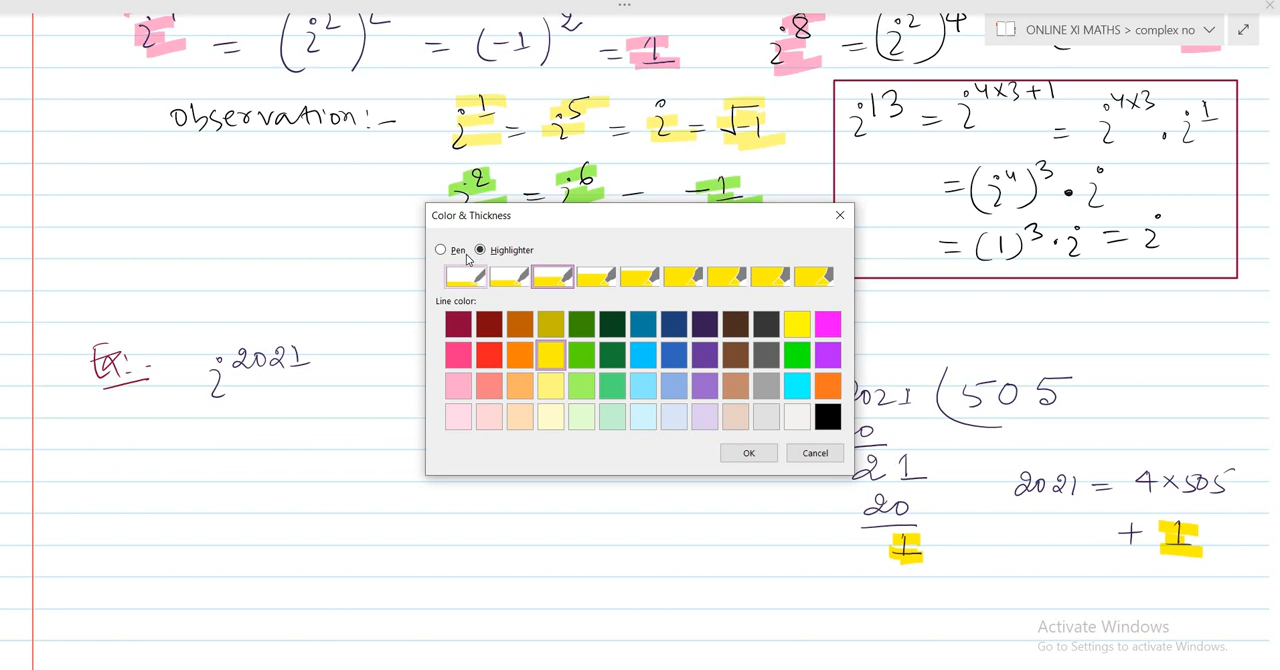 ONLINE XI MATHS > complex no
i⁴ = (i²)² = (-1)² = 1
i⁸ = (i²)⁴
observation:-
i¹ = i⁵ = i = √-1
i² = i⁶ = -1
i¹³ = i⁴ˣ³⁺¹ = i⁴ˣ³ . i¹
= (i⁴)³ . i
= (1)³ . i = i
Color & Thickness
Pen
Highlighter
Line color:
OK
Cancel
Ex:- i²⁰²¹
2021 ( 505
0
21
20
1
2021 = 4×505
+ 1
Activate Windows
Go to Settings to activate Windows.